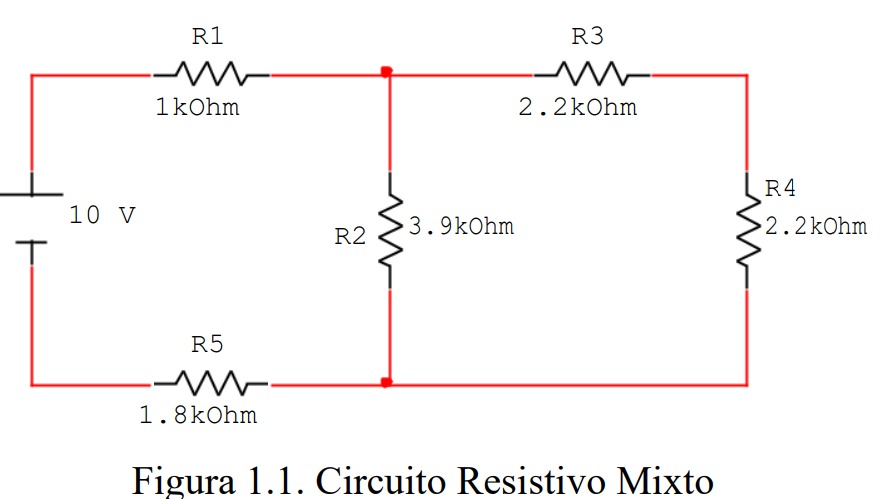 R1
R3
1kOhm
2.2kOhm
R4
10 V
R2
3.9kOhm
2.2kOhm
R5
1.8kOhm
Figura 1.1. Circuito Resistivo Mixto